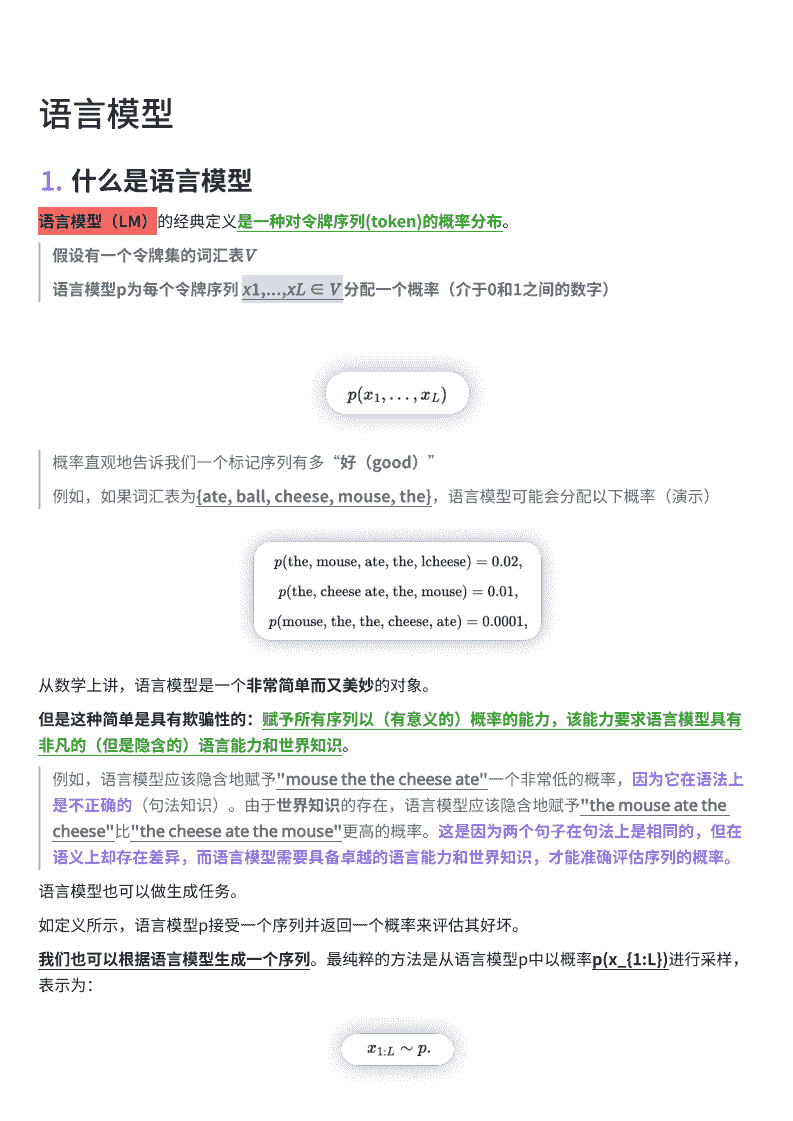 语言模型
1. 什么是语言模型
语言模型（LM）的经典定义是一种对令牌序列(token)的概率分布。
假设有一个令牌集的词汇表V
语言模型p为每个令牌序列 x1,...,xL ∈ V 分配一个概率（介于0和1之间的数字）
p(x₁, . . . , x_L)
概率直观地告诉我们一个标记序列有多“好（good）”
例如，如果词汇表为{ate, ball, cheese, mouse, the}，语言模型可能会分配以下概率（演示）
p(the, mouse, ate, the, lcheese) = 0.02,
p(the, cheese ate, the, mouse) = 0.01,
p(mouse, the, the, cheese, ate) = 0.0001,
从数学上讲，语言模型是一个非常简单而又美妙的对象。
但是这种简单是具有欺骗性的：赋予所有序列以（有意义的）概率的能力，该能力要求语言模型具有
非凡的（但是隐含的）语言能力和世界知识。
例如，语言模型应该隐含地赋予"mouse the the cheese ate"一个非常低的概率，因为它在语法上
是不正确的（句法知识）。由于世界知识的存在，语言模型应该隐含地赋予"the mouse ate the
cheese"比"the cheese ate the mouse"更高的概率。这是因为两个句子在句法上是相同的，但在
语义上却存在差异，而语言模型需要具备卓越的语言能力和世界知识，才能准确评估序列的概率。
语言模型也可以做生成任务。
如定义所示，语言模型p接受一个序列并返回一个概率来评估其好坏。
我们也可以根据语言模型生成一个序列。最纯粹的方法是从语言模型p中以概率p(x_{1:L})进行采样，
表示为：
x_{1:L} ∼ p.